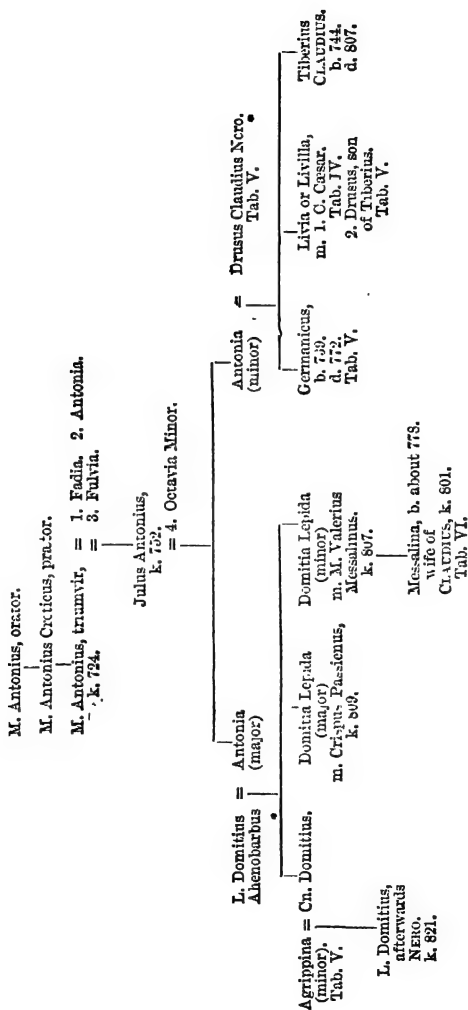 M. Antonius, orator.
M. Antonius Creticus, prætor.
M. Antonius, triumvir, = 1. Fadia. 2. Antonia.
k. 724. = 3. Fulvia.
Julus Antonius,
k. 752.
= 4. Octavia Minor.
L. Domitius = Antonia
Ahenobarbus (major)
Antonia = Drusus Claudius Nero.
(minor) Tab. V.
Agrippina = Cn. Domitius.
(minor).
Tab. V.
Domitia Lepida
(major)
m. Crispus Passienus,
k. 809.
Domitia Lepida
(minor)
m. M. Valerius
Messalinus.
k. 807.
Germanicus,
b. 739.
d. 772.
Tab. V.
Livia or Livilla,
m. 1. C. Cæsar.
Tab. IV.
2. Drusus, son
of Tiberius.
Tab. V.
Tiberius
CLAUDIUS.
b. 744.
d. 807.
L. Domitius,
afterwards
NERO.
k. 821.
Messalina, b. about 778.
wife of
CLAUDIUS, k. 801.
Tab. VI.